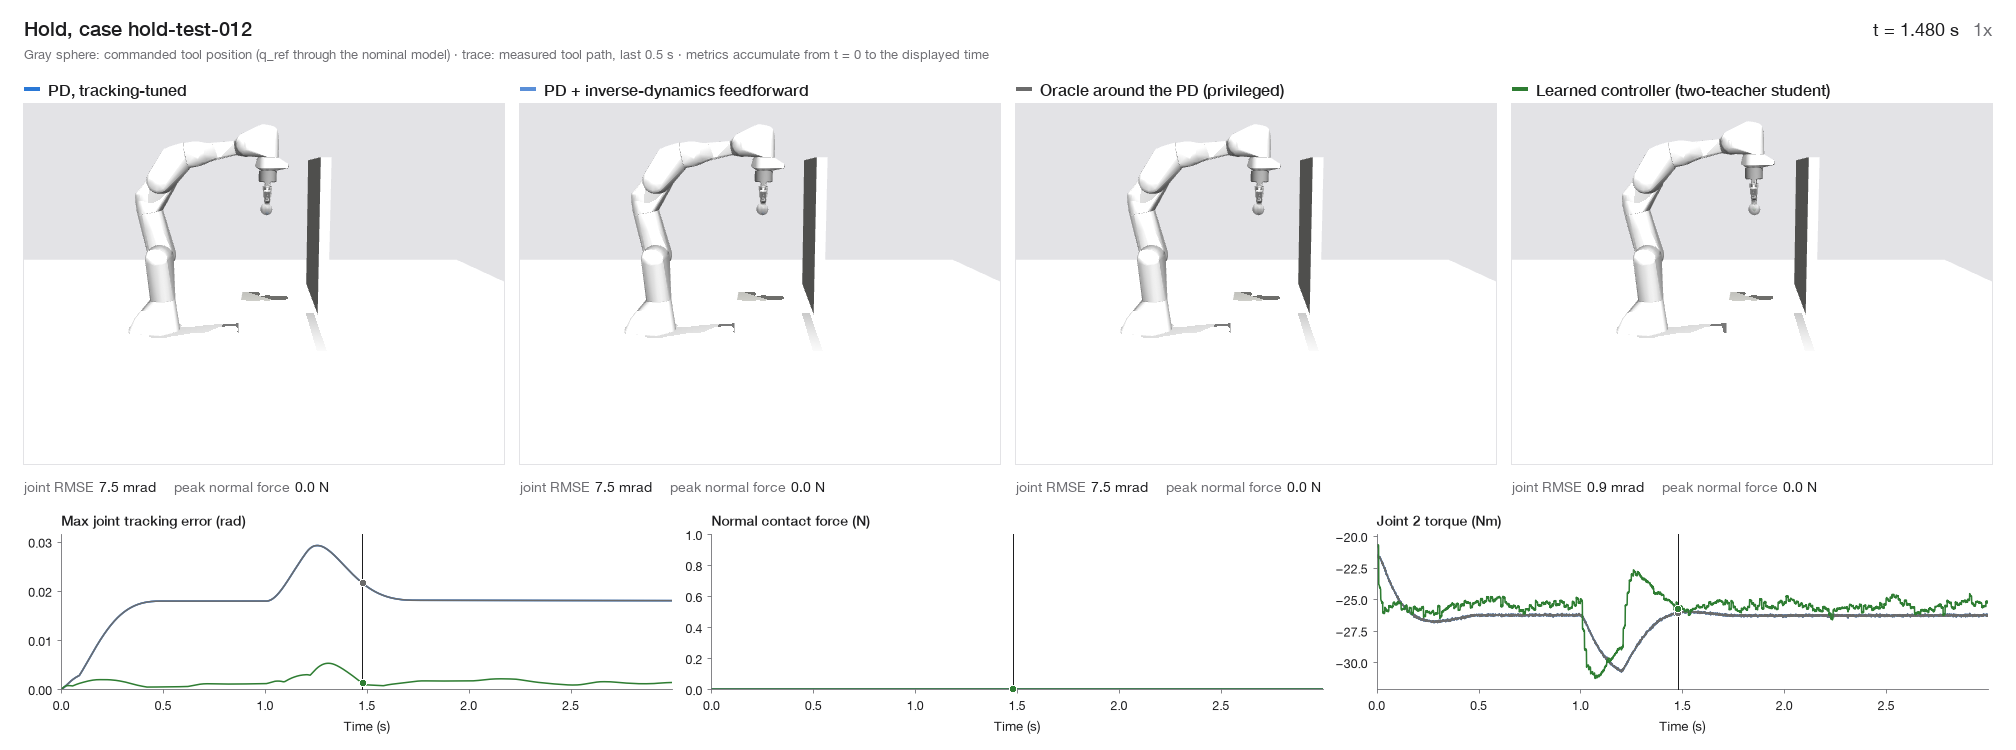 Hold, case hold-test-012
t = 1.480 s 1x
Gray sphere: commanded tool position (q_ref through the nominal model) · trace: measured tool path, last 0.5 s · metrics accumulate from t = 0 to the displayed time
PD, tracking-tuned
PD + inverse-dynamics feedforward
Oracle around the PD (privileged)
Learned controller (two-teacher student)
joint RMSE 7.5 mrad peak normal force 0.0 N
joint RMSE 7.5 mrad peak normal force 0.0 N
joint RMSE 7.5 mrad peak normal force 0.0 N
joint RMSE 0.9 mrad peak normal force 0.0 N
Max joint tracking error (rad)
0.03
0.02
0.01
0.00
0.0 0.5 1.0 1.5 2.0 2.5
Time (s)
Normal contact force (N)
1.0
0.8
0.6
0.4
0.2
0.0
0.0 0.5 1.0 1.5 2.0 2.5
Time (s)
Joint 2 torque (Nm)
−20.0
−22.5
−25.0
−27.5
−30.0
0.0 0.5 1.0 1.5 2.0 2.5
Time (s)